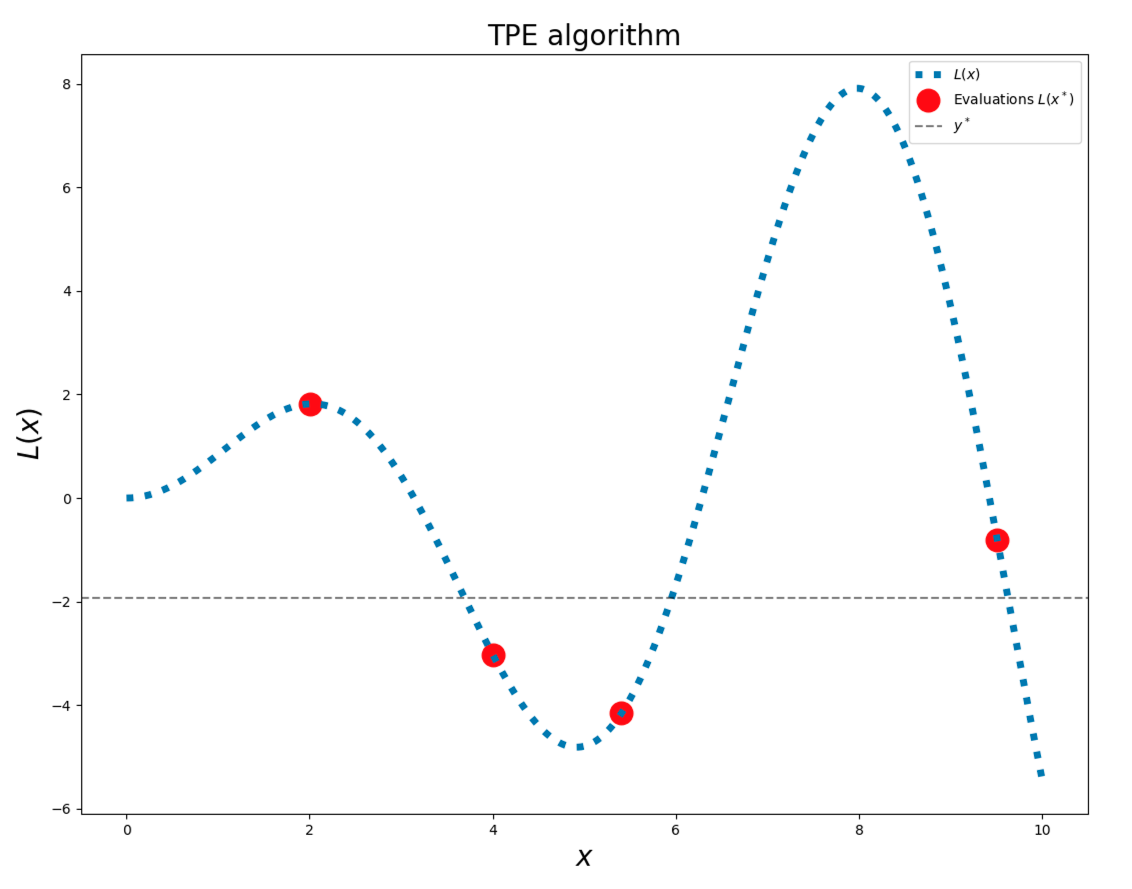 TPE algorithm
L(x)
Evaluations L(x*)
y*
8
6
4
2
0
−2
−4
−6
L(x)
0 2 4 6 8 10
x